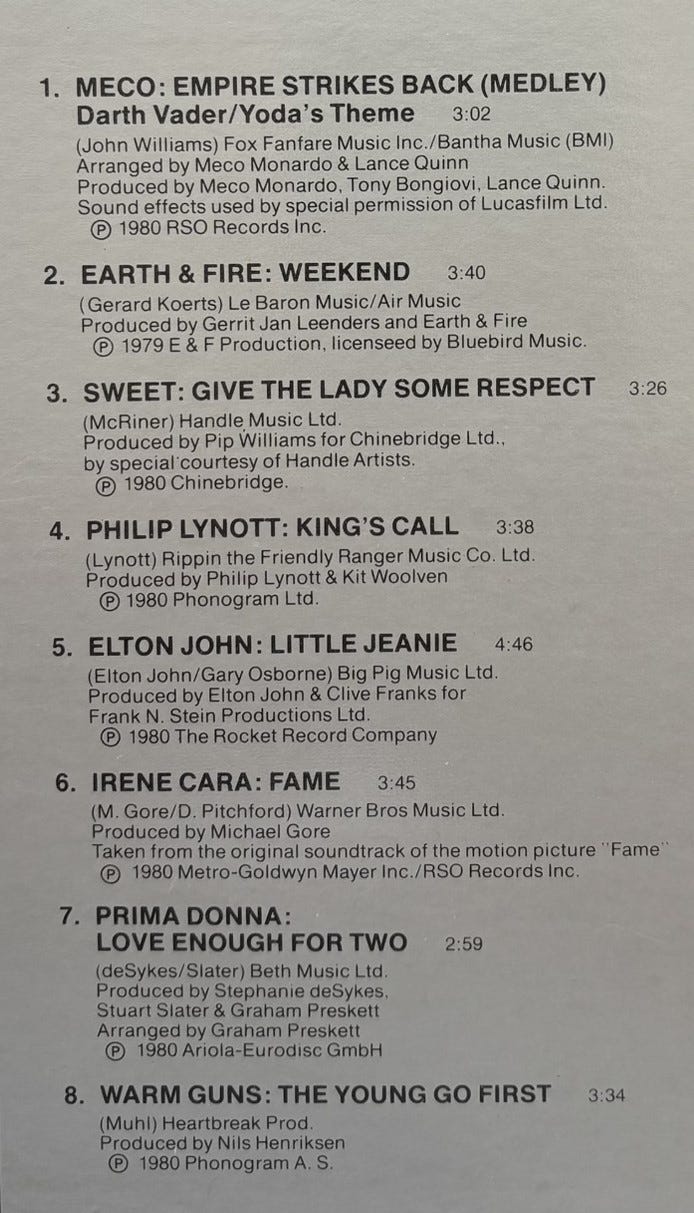 1. MECO: EMPIRE STRIKES BACK (MEDLEY)
Darth Vader/Yoda's Theme 3:02
(John Williams) Fox Fanfare Music Inc./Bantha Music (BMI)
Arranged by Meco Monardo & Lance Quinn
Produced by Meco Monardo, Tony Bongiovi, Lance Quinn.
Sound effects used by special permission of Lucasfilm Ltd.
Ⓟ 1980 RSO Records Inc.
2. EARTH & FIRE: WEEKEND 3:40
(Gerard Koerts) Le Baron Music/Air Music
Produced by Gerrit Jan Leenders and Earth & Fire
Ⓟ 1979 E & F Production, licenseed by Bluebird Music.
3. SWEET: GIVE THE LADY SOME RESPECT 3:26
(McRiner) Handle Music Ltd.
Produced by Pip Williams for Chinebridge Ltd.,
by special courtesy of Handle Artists.
Ⓟ 1980 Chinebridge.
4. PHILIP LYNOTT: KING'S CALL 3:38
(Lynott) Rippin the Friendly Ranger Music Co. Ltd.
Produced by Philip Lynott & Kit Woolven
Ⓟ 1980 Phonogram Ltd.
5. ELTON JOHN: LITTLE JEANIE 4:46
(Elton John/Gary Osborne) Big Pig Music Ltd.
Produced by Elton John & Clive Franks for
Frank N. Stein Productions Ltd.
Ⓟ 1980 The Rocket Record Company
6. IRENE CARA: FAME 3:45
(M. Gore/D. Pitchford) Warner Bros Music Ltd.
Produced by Michael Gore
Taken from the original soundtrack of the motion picture "Fame"
Ⓟ 1980 Metro-Goldwyn Mayer Inc./RSO Records Inc.
7. PRIMA DONNA:
LOVE ENOUGH FOR TWO 2:59
(deSykes/Slater) Beth Music Ltd.
Produced by Stephanie deSykes,
Stuart Slater & Graham Preskett
Arranged by Graham Preskett
Ⓟ 1980 Ariola-Eurodisc GmbH
8. WARM GUNS: THE YOUNG GO FIRST 3:34
(Muhl) Heartbreak Prod.
Produced by Nils Henriksen
Ⓟ 1980 Phonogram A. S.